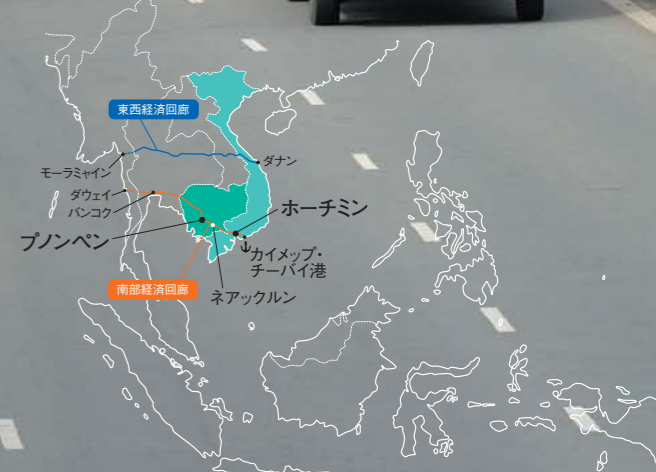 東西経済回廊
モーラミャイン
ダナン
ダウェイ
バンコク
ホーチミン
プノンペン
カイメップ・
チーバイ港
南部経済回廊
ネアックルン